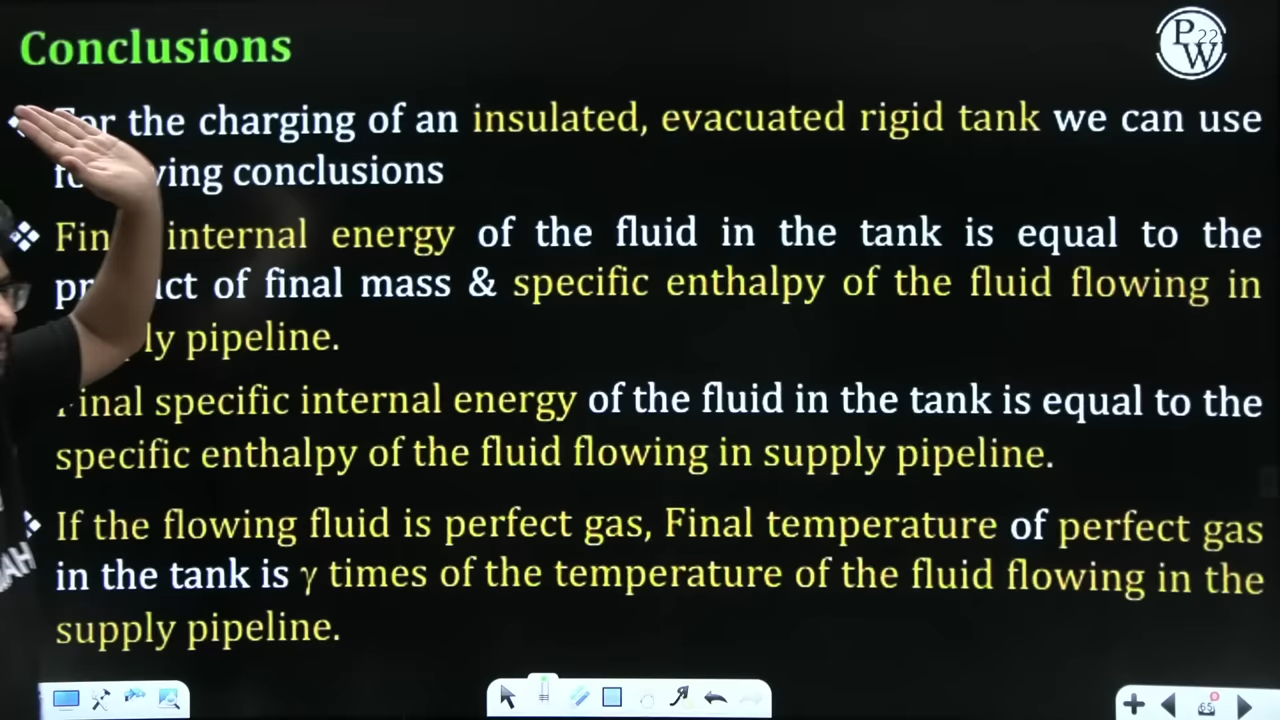 Conclusions
PW 22
the charging of an insulated, evacuated rigid tank we can use
conclusions
internal energy of the fluid in the tank is equal to the
of final mass & specific enthalpy of the fluid flowing in
pipeline.
specific internal energy of the fluid in the tank is equal to the
specific enthalpy of the fluid flowing in supply pipeline.
If the flowing fluid is perfect gas, Final temperature of perfect gas
in the tank is γ times of the temperature of the fluid flowing in the
supply pipeline.
65